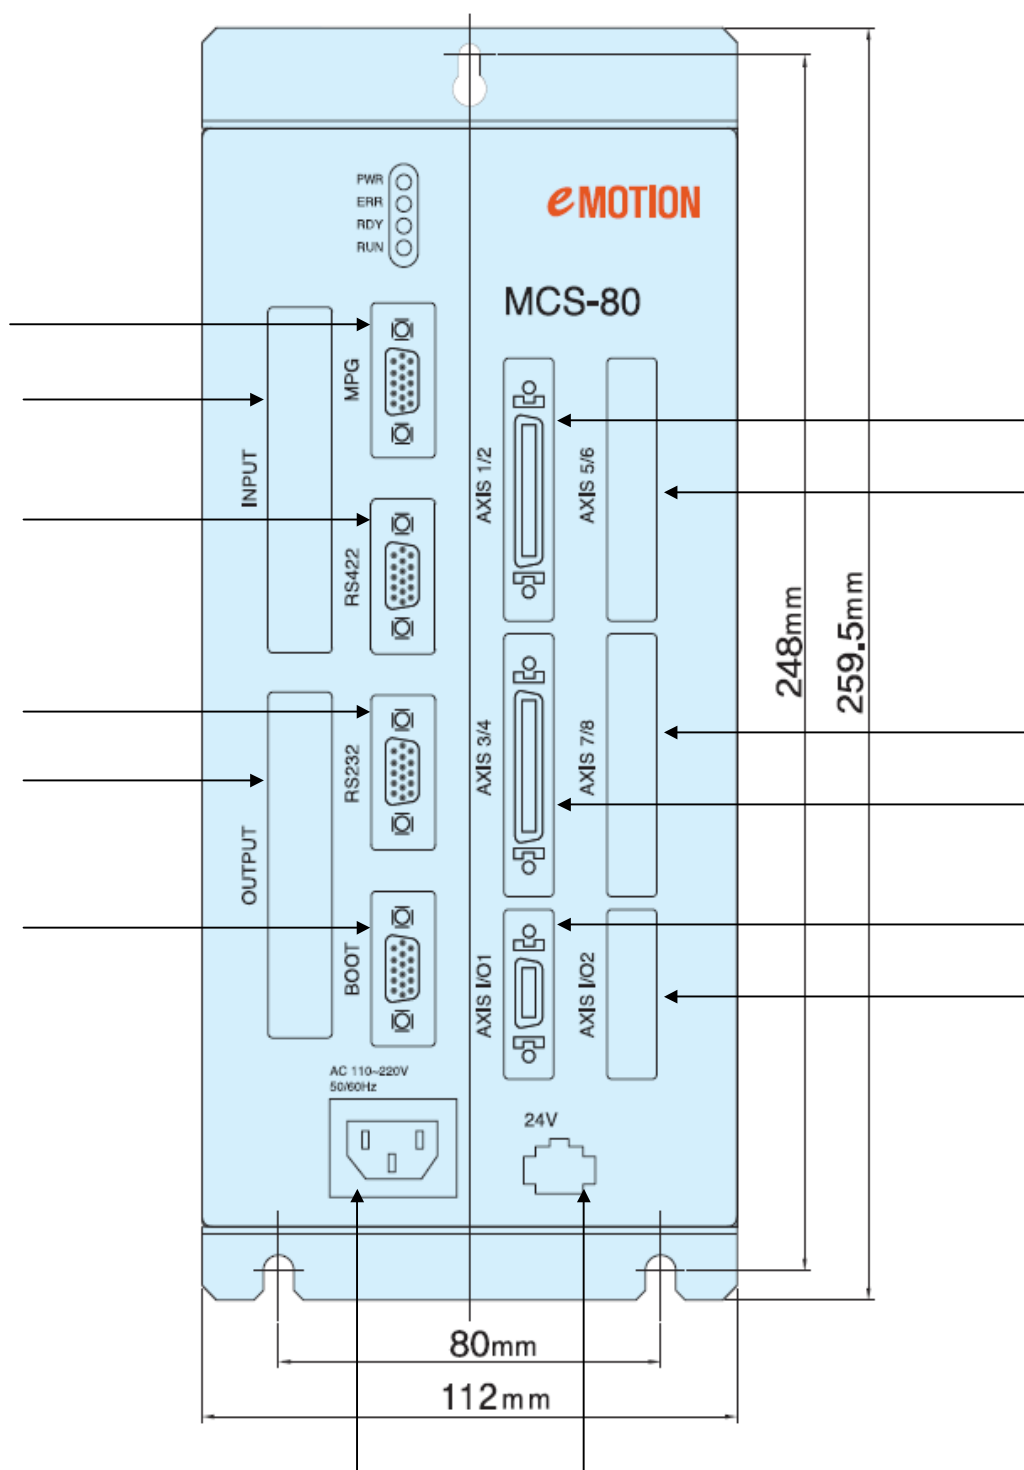 PWR
ERR
RDY
RUN
eMOTION
MCS-80
MPG
INPUT
RS422
RS232
OUTPUT
BOOT
AXIS 1/2
AXIS 5/6
AXIS 3/4
AXIS 7/8
AXIS I/O1
AXIS I/O2
AC 110~220V
50/60Hz
24V
248mm
259.5mm
80mm
112mm